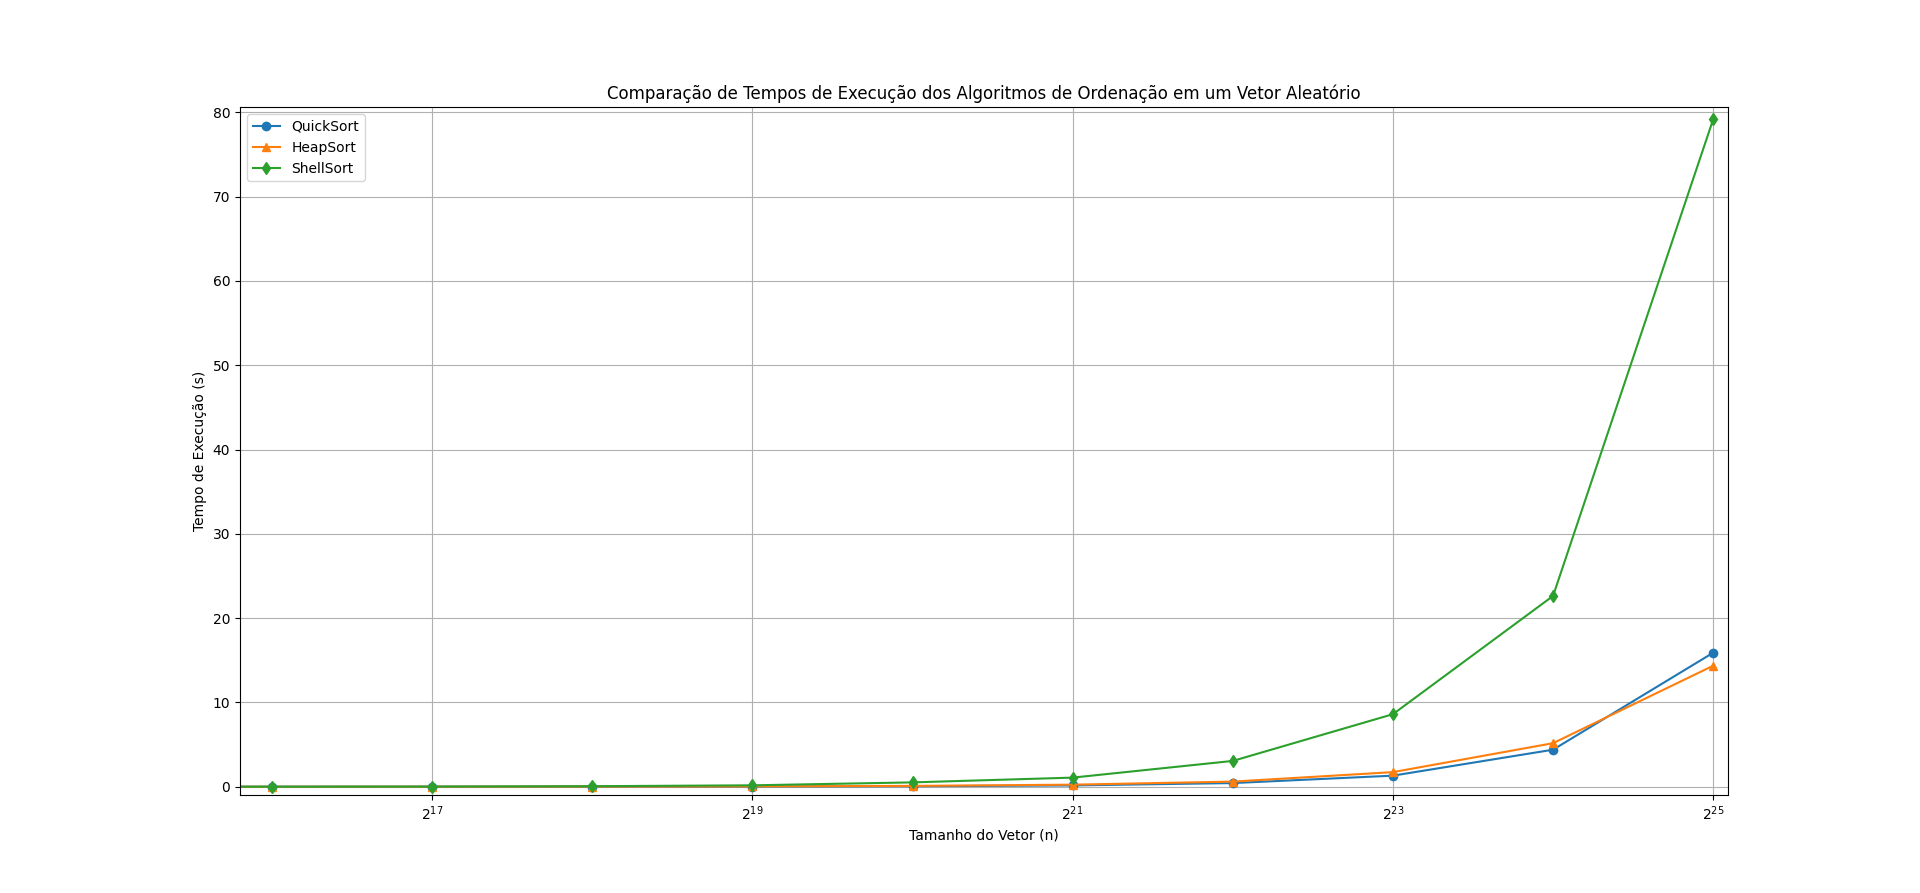 Comparação de Tempos de Execução dos Algoritmos de Ordenação em um Vetor Aleatório
QuickSort
HeapSort
ShellSort
80
70
60
50
40
30
20
10
0
Tempo de Execução (s)
2^17 2^19 2^21 2^23 2^25
Tamanho do Vetor (n)